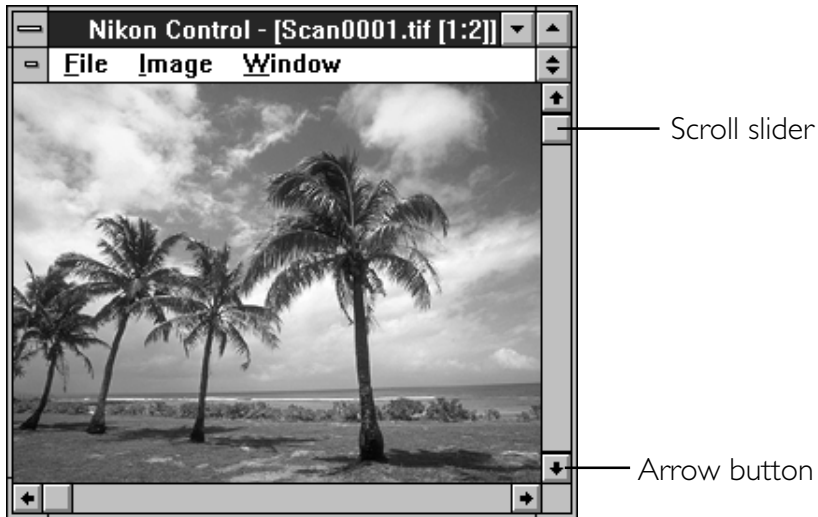 Nikon Control - [Scan0001.tif [1:2]]
File Image Window
Scroll slider
Arrow button